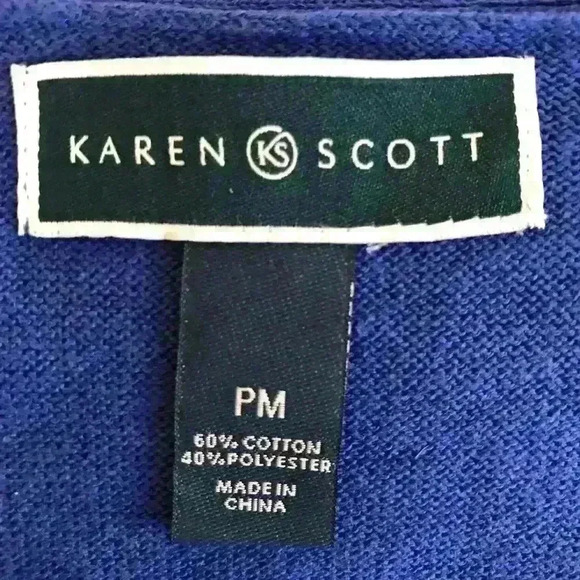 KAREN KS SCOTT
PM
60% COTTON
40% POLYESTER
MADE IN
CHINA